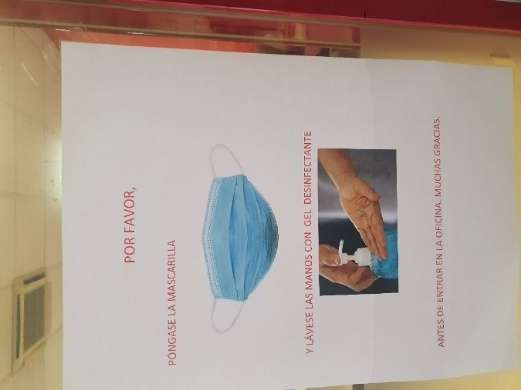 POR FAVOR,
PÓNGASE LA MASCARILLA
Y LÁVESE LAS MANOS CON GEL DESINFECTANTE
ANTES DE ENTRAR EN LA OFICINA. MUCHAS GRACIAS.